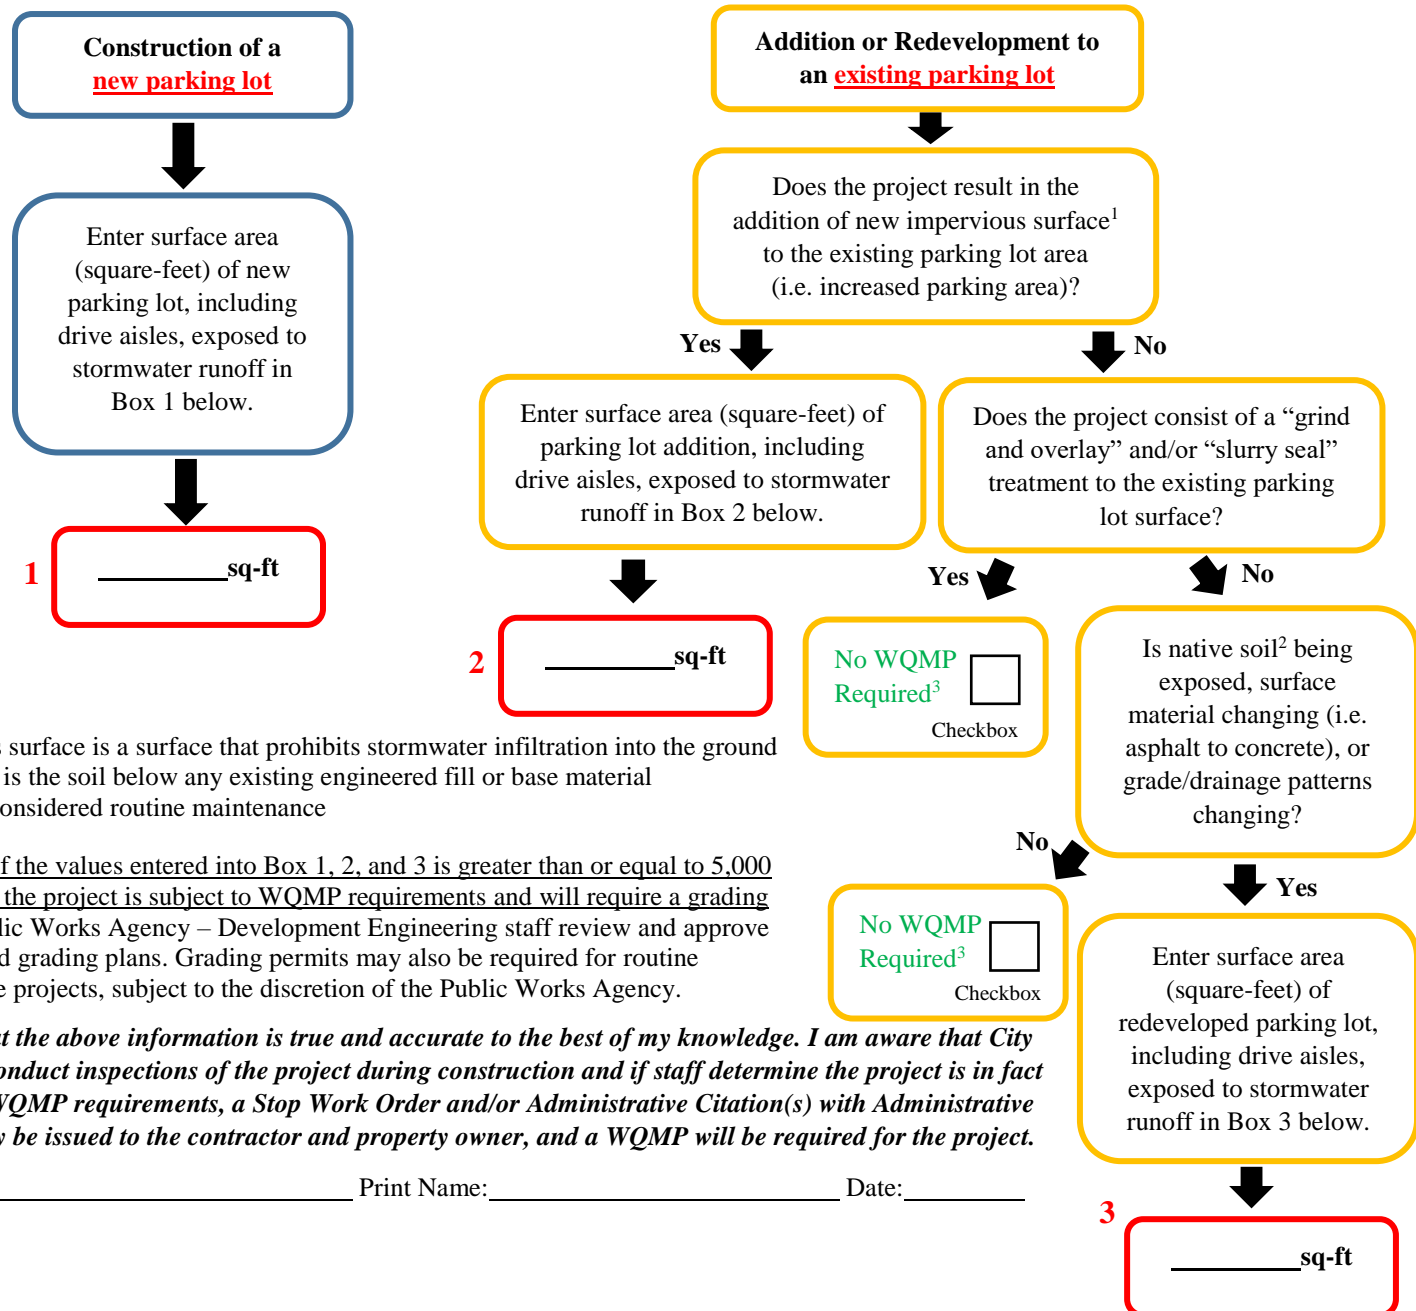 Construction of a
new parking lot
Enter surface area
(square-feet) of new
parking lot, including
drive aisles, exposed to
stormwater runoff in
Box 1 below.
1
sq-ft
Addition or Redevelopment to
an existing parking lot
Does the project result in the
addition of new impervious surface¹
to the existing parking lot area
(i.e. increased parking area)?
Yes
No
Enter surface area (square-feet) of
parking lot addition, including
drive aisles, exposed to stormwater
runoff in Box 2 below.
Does the project consist of a “grind
and overlay” and/or “slurry seal”
treatment to the existing parking
lot surface?
2
sq-ft
Yes
No
No WQMP
Required³
Checkbox
Is native soil² being
exposed, surface
material changing (i.e.
asphalt to concrete), or
grade/drainage patterns
changing?
No
Yes
No WQMP
Required³
Checkbox
Enter surface area
(square-feet) of
redeveloped parking lot,
including drive aisles,
exposed to stormwater
runoff in Box 3 below.
3
sq-ft
surface is a surface that prohibits stormwater infiltration into the ground
is the soil below any existing engineered fill or base material
considered routine maintenance
if the values entered into Box 1, 2, and 3 is greater than or equal to 5,000
the project is subject to WQMP requirements and will require a grading
Works Agency – Development Engineering staff review and approve
grading plans. Grading permits may also be required for routine
projects, subject to the discretion of the Public Works Agency.
the above information is true and accurate to the best of my knowledge. I am aware that City
conduct inspections of the project during construction and if staff determine the project is in fact
WQMP requirements, a Stop Work Order and/or Administrative Citation(s) with Administrative
be issued to the contractor and property owner, and a WQMP will be required for the project.
Print Name: Date: